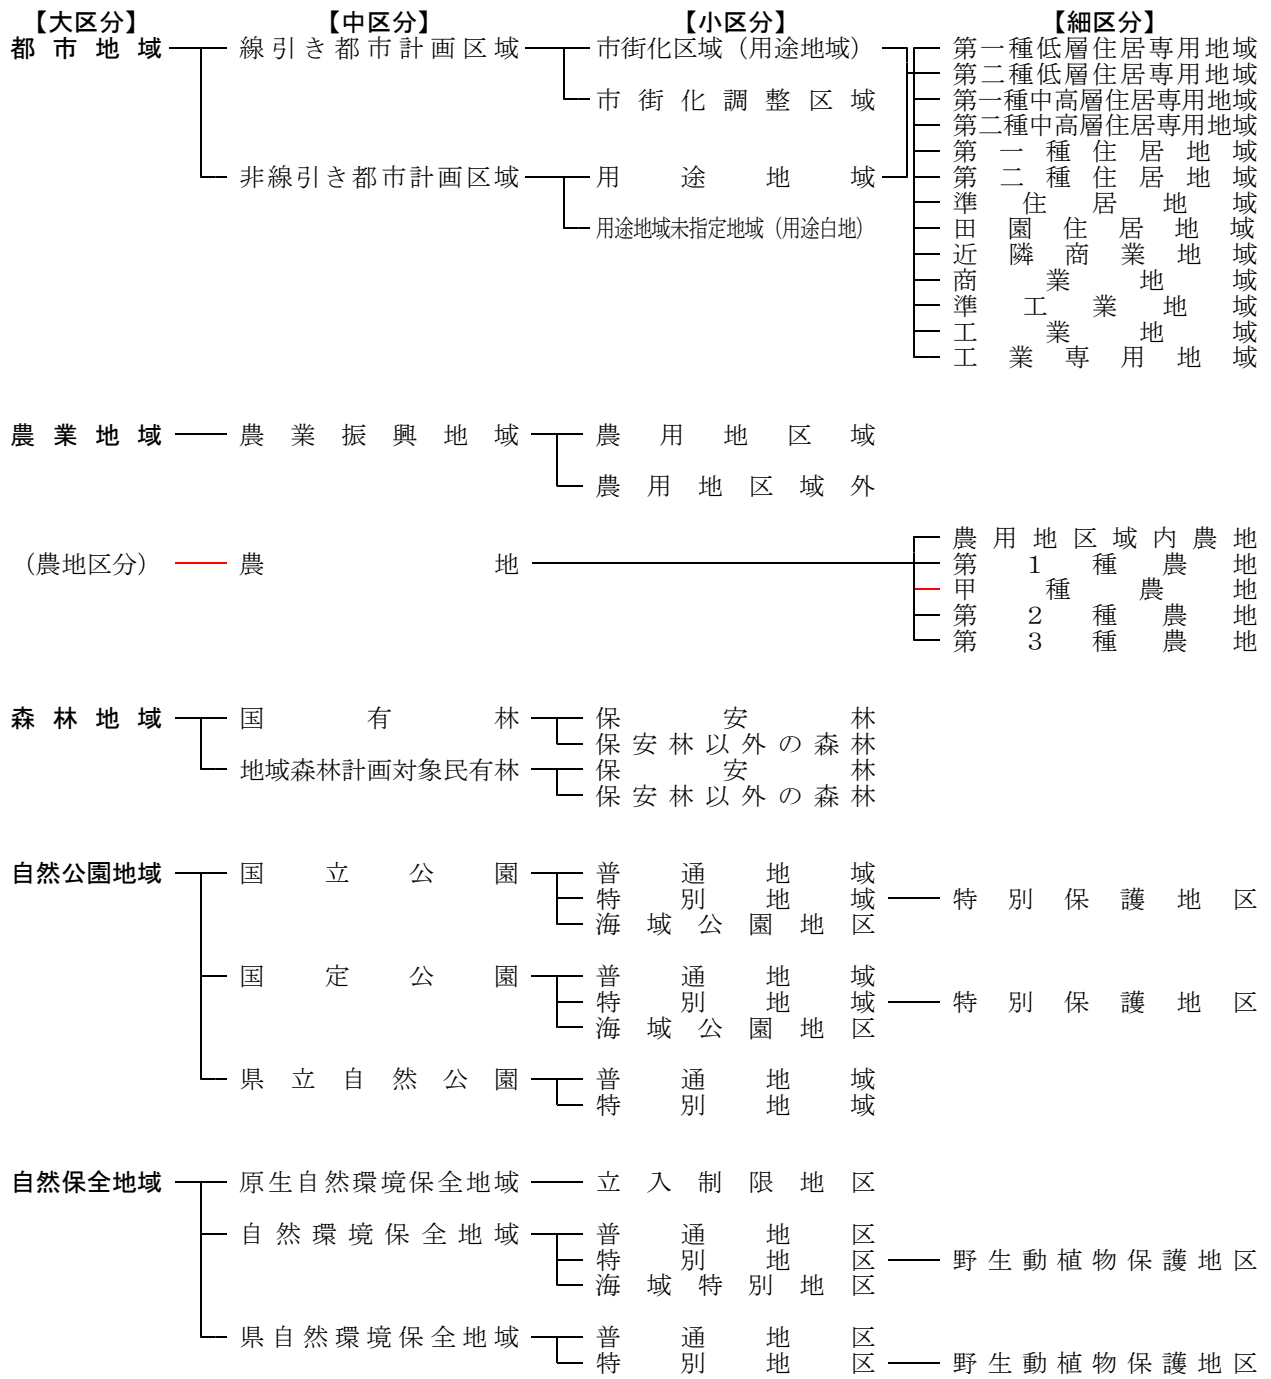 【大区分】 【中区分】 【小区分】 【細区分】
都市地域 線引き都市計画区域 市街化区域（用途地域） 第一種低層住居専用地域
第二種低層住居専用地域
市街化調整区域 第一種中高層住居専用地域
第二種中高層住居専用地域
第一種住居地域
非線引き都市計画区域 用途地域 第二種住居地域
準住居地域
用途地域未指定地域（用途白地） 田園住居地域
近隣商業地域
商業地域
準工業地域
工業地域
工業専用地域
農業地域 農業振興地域 農用地区域
農用地区域外
農用地区域内農地
（農地区分） 農地 第１種農地
甲種農地
第２種農地
第３種農地
森林地域 国有林 保安林
保安林以外の森林
地域森林計画対象民有林 保安林
保安林以外の森林
自然公園地域 国立公園 普通地域
特別地域 特別保護地区
海域公園地区
国定公園 普通地域
特別地域 特別保護地区
海域公園地区
県立自然公園 普通地域
特別地域
自然保全地域 原生自然環境保全地域 立入制限地区
自然環境保全地域 普通地区
特別地区 野生動植物保護地区
海域特別地区
県自然環境保全地域 普通地区
特別地区 野生動植物保護地区